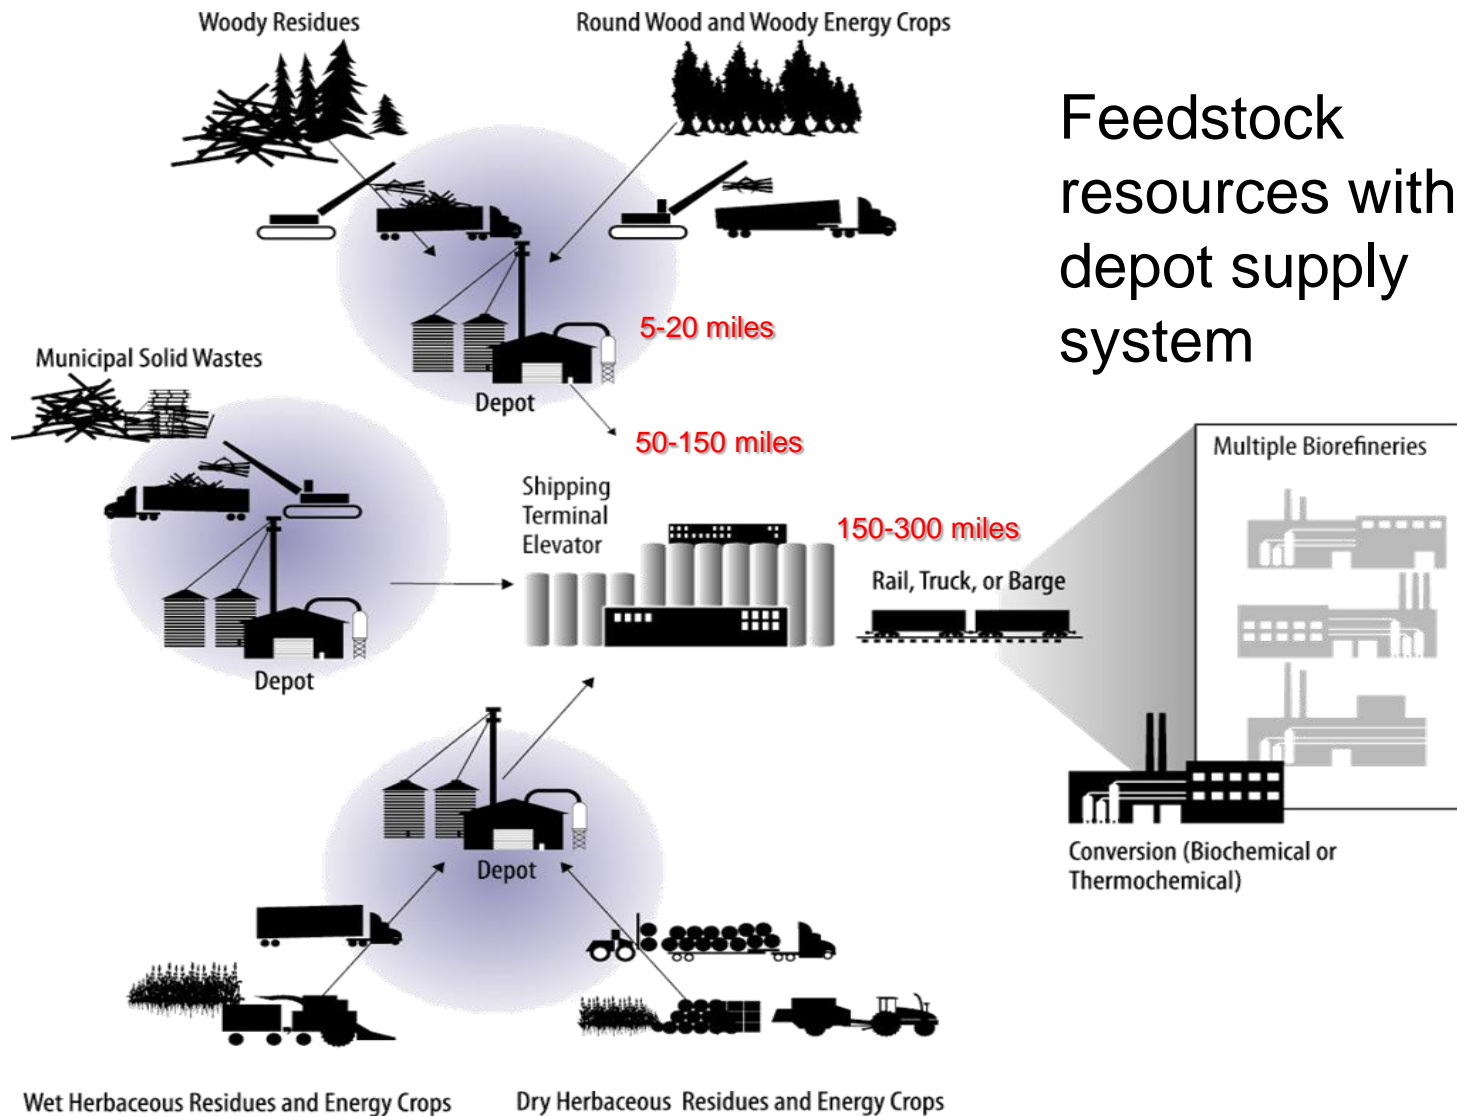 Woody Residues
Round Wood and Woody Energy Crops
Feedstock
resources with
depot supply
system
5-20 miles
Municipal Solid Wastes
Depot
50-150 miles
Multiple Biorefineries
Shipping
Terminal
Elevator
150-300 miles
Rail, Truck, or Barge
Depot
Depot
Conversion (Biochemical or
Thermochemical)
Wet Herbaceous Residues and Energy Crops
Dry Herbaceous Residues and Energy Crops